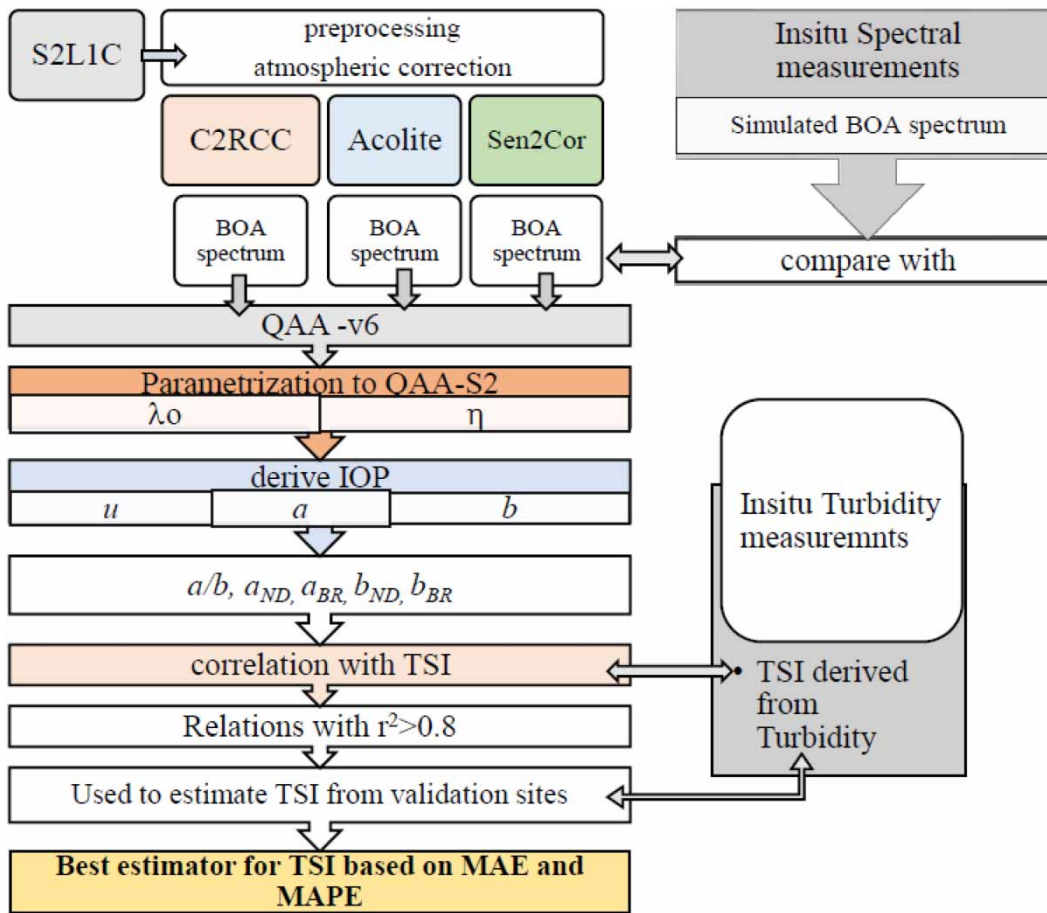 S2L1C
preprocessing
atmospheric correction
C2RCC
Acolite
Sen2Cor
BOA
spectrum
BOA
spectrum
BOA
spectrum
Insitu Spectral
measurements
Simulated BOA spectrum
compare with
QAA -v6
Parametrization to QAA-S2
λo
η
derive IOP
u
a
b
a/b, a_ND, a_BR, b_ND, b_BR
correlation with TSI
Relations with r²>0.8
Used to estimate TSI from validation sites
Best estimator for TSI based on MAE and
MAPE
Insitu Turbidity
measuremnts
• TSI derived
from
Turbidity